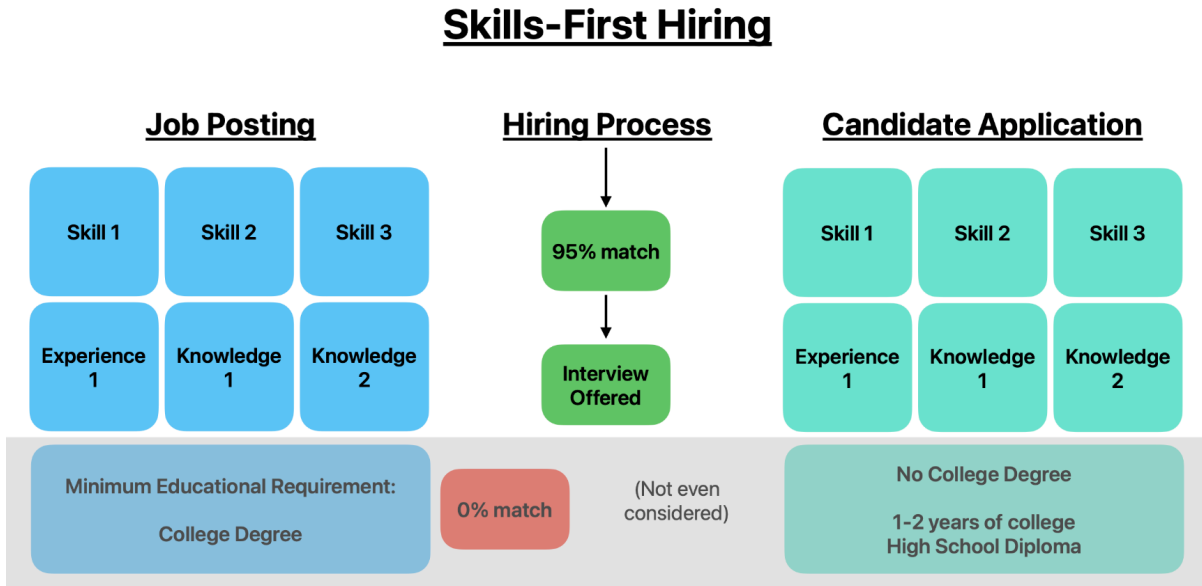 Skills-First Hiring
Job Posting
Hiring Process
Candidate Application
Skill 1
Skill 2
Skill 3
Experience
1
Knowledge
1
Knowledge
2
95% match
Interview
Offered
Skill 1
Skill 2
Skill 3
Experience
1
Knowledge
1
Knowledge
2
Minimum Educational Requirement:
College Degree
0% match
(Not even
considered)
No College Degree
1-2 years of college
High School Diploma